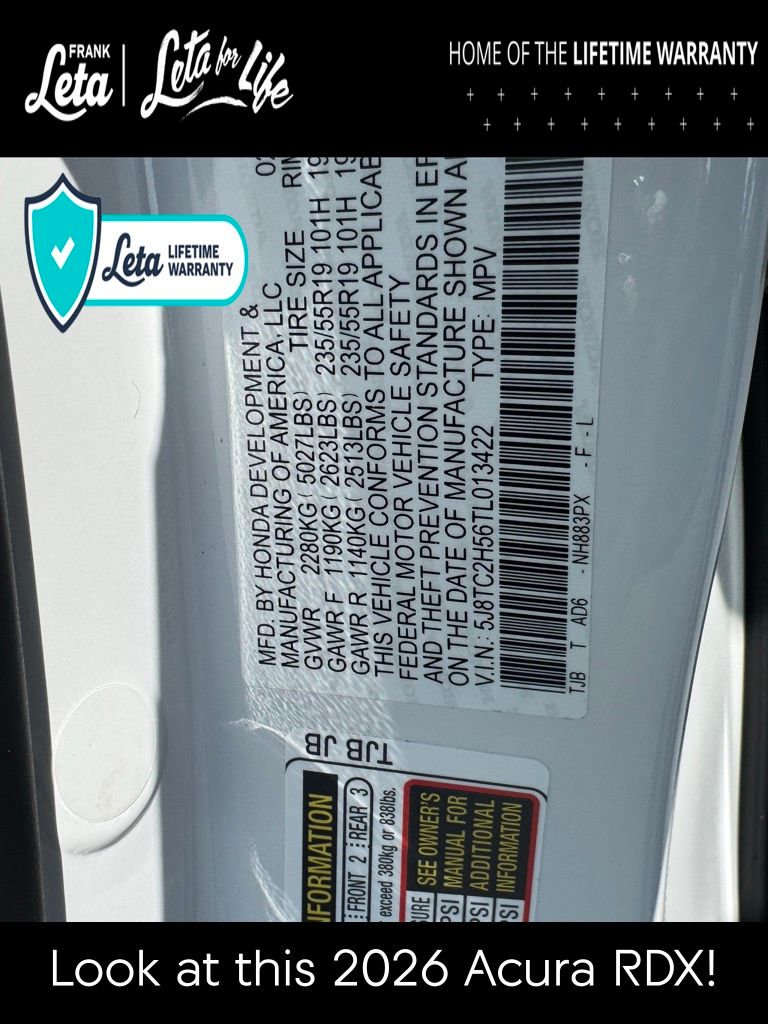 FRANK
Leta
Leta for Life
HOME OF THE LIFETIME WARRANTY
Leta LIFETIME
WARRANTY
MFD. BY HONDA DEVELOPMENT &
MANUFACTURING OF AMERICA, LLC
GVWR 2280KG ( 5027LBS) TIRE SIZE
GAWR F 1190KG ( 2623LBS) 235/55R19 101H
GAWR R 1140KG ( 2513LBS) 235/55R19 101H
THIS VEHICLE CONFORMS TO ALL
FEDERAL MOTOR VEHICLE SAFETY
AND THEFT PREVENTION STANDARDS IN
ON THE DATE OF MANUFACTURE SHOWN
V.I.N.: 5J8TC2H56TL013422 TYPE: MPV
TJB T AD6 - NH883PX - F - L
TJB JB
JB TJB
FRONT 2 REAR 3
exceed 380kg or 838lbs.
SEE OWNER'S
MANUAL FOR
ADDITIONAL
INFORMATION
Look at this 2026 Acura RDX!